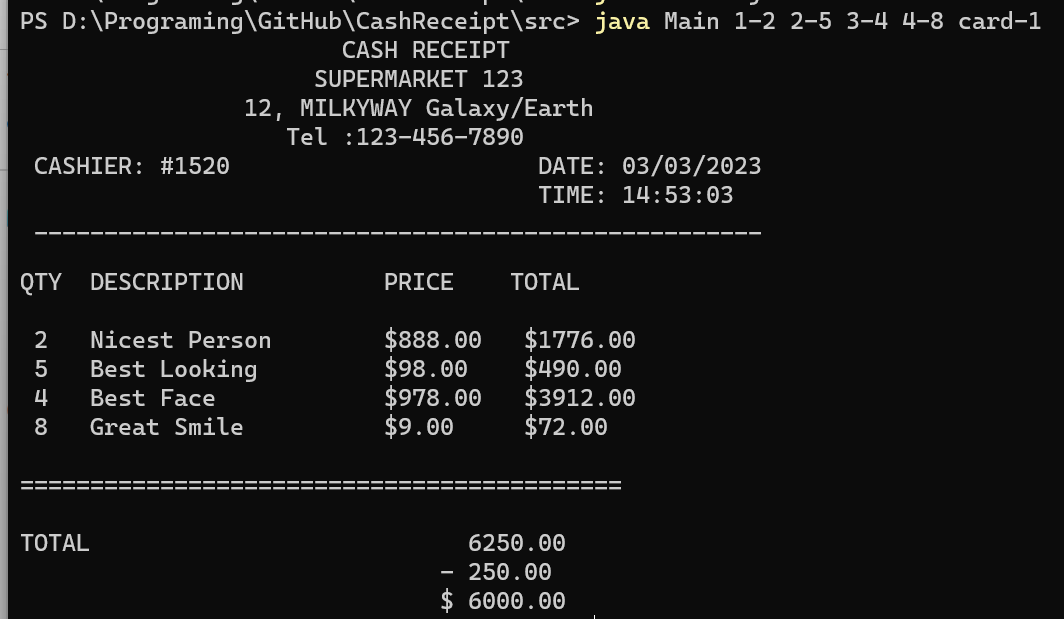 PS D:\Programing\GitHub\CashReceipt\src> java Main 1-2 2-5 3-4 4-8 card-1
CASH RECEIPT
SUPERMARKET 123
12, MILKYWAY Galaxy/Earth
Tel :123-456-7890
CASHIER: #1520 DATE: 03/03/2023
TIME: 14:53:03
----------------------------------------------------
QTY DESCRIPTION PRICE TOTAL
2 Nicest Person $888.00 $1776.00
5 Best Looking $98.00 $490.00
4 Best Face $978.00 $3912.00
8 Great Smile $9.00 $72.00
===========================================
TOTAL 6250.00
- 250.00
$ 6000.00